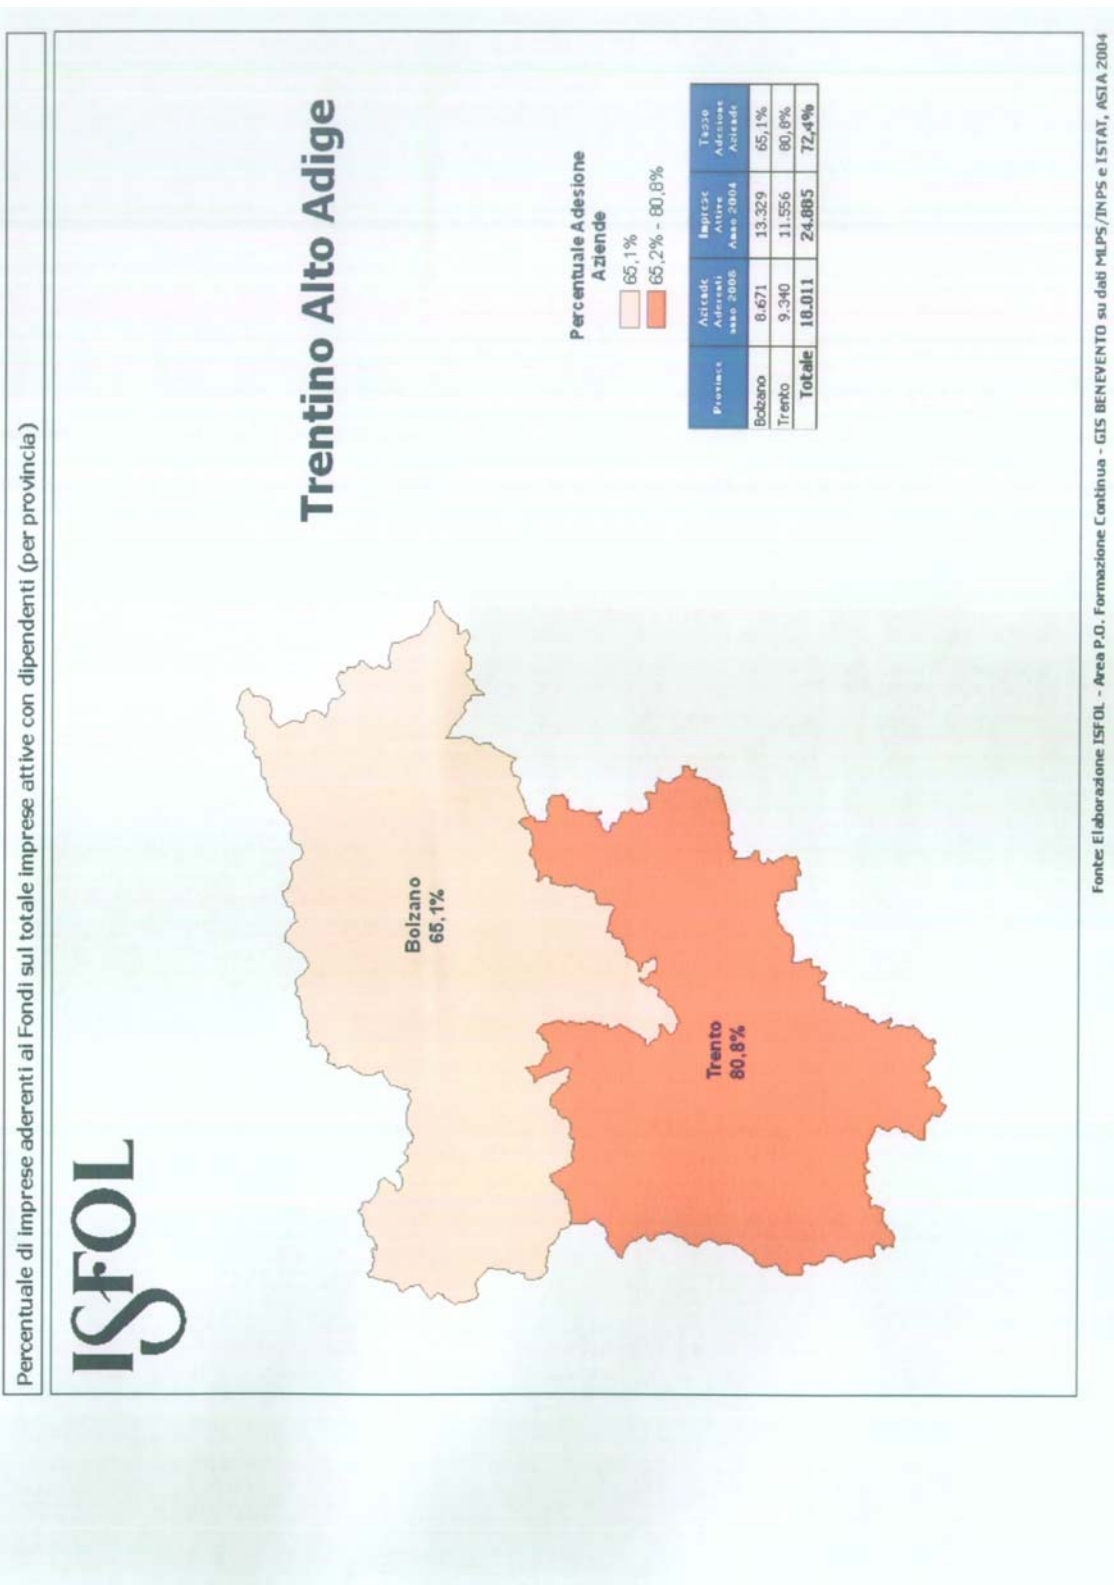 Percentuale di imprese aderenti ai Fondi sul totale imprese attive con dipendenti (per provincia)
ISFOL
Trentino Alto Adige
Bolzano
65,1%
Trento
80,8%
Percentuale Adesione
Aziende
65,1%
65,2% - 80,8%
Province Aziende Aderenti anno 2008 Imprese Attive Anno 2004 Tasso Adesione Aziende
Bolzano 8.671 13.329 65,1%
Trento 9.340 11.556 80,8%
Totale 18.011 24.885 72,4%
Fonte: Elaborazione ISFOL - Area P.O. Formazione Continua - GIS BENEVENTO su dati MLPS/INPS e ISTAT, ASIA 2004